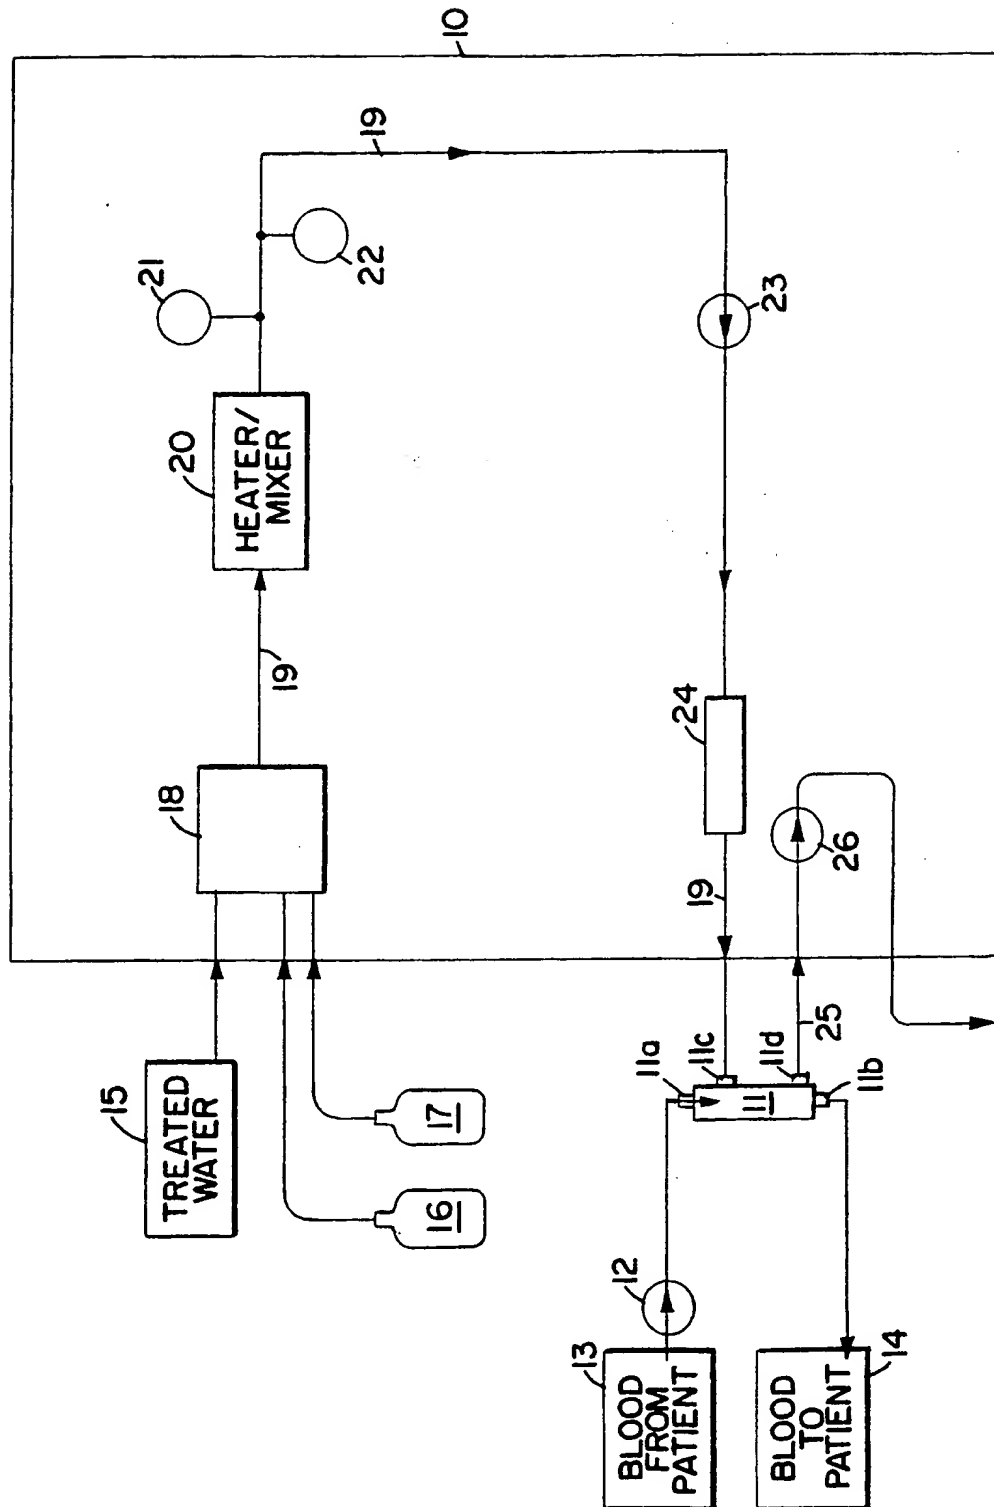 10
19
21
22
20
HEATER/
MIXER
23
19
18
24
19
26
15
TREATED
WATER
16
17
11a
11c
11d
11
11b
25
12
13
BLOOD
FROM
PATIENT
14
BLOOD
TO
PATIENT